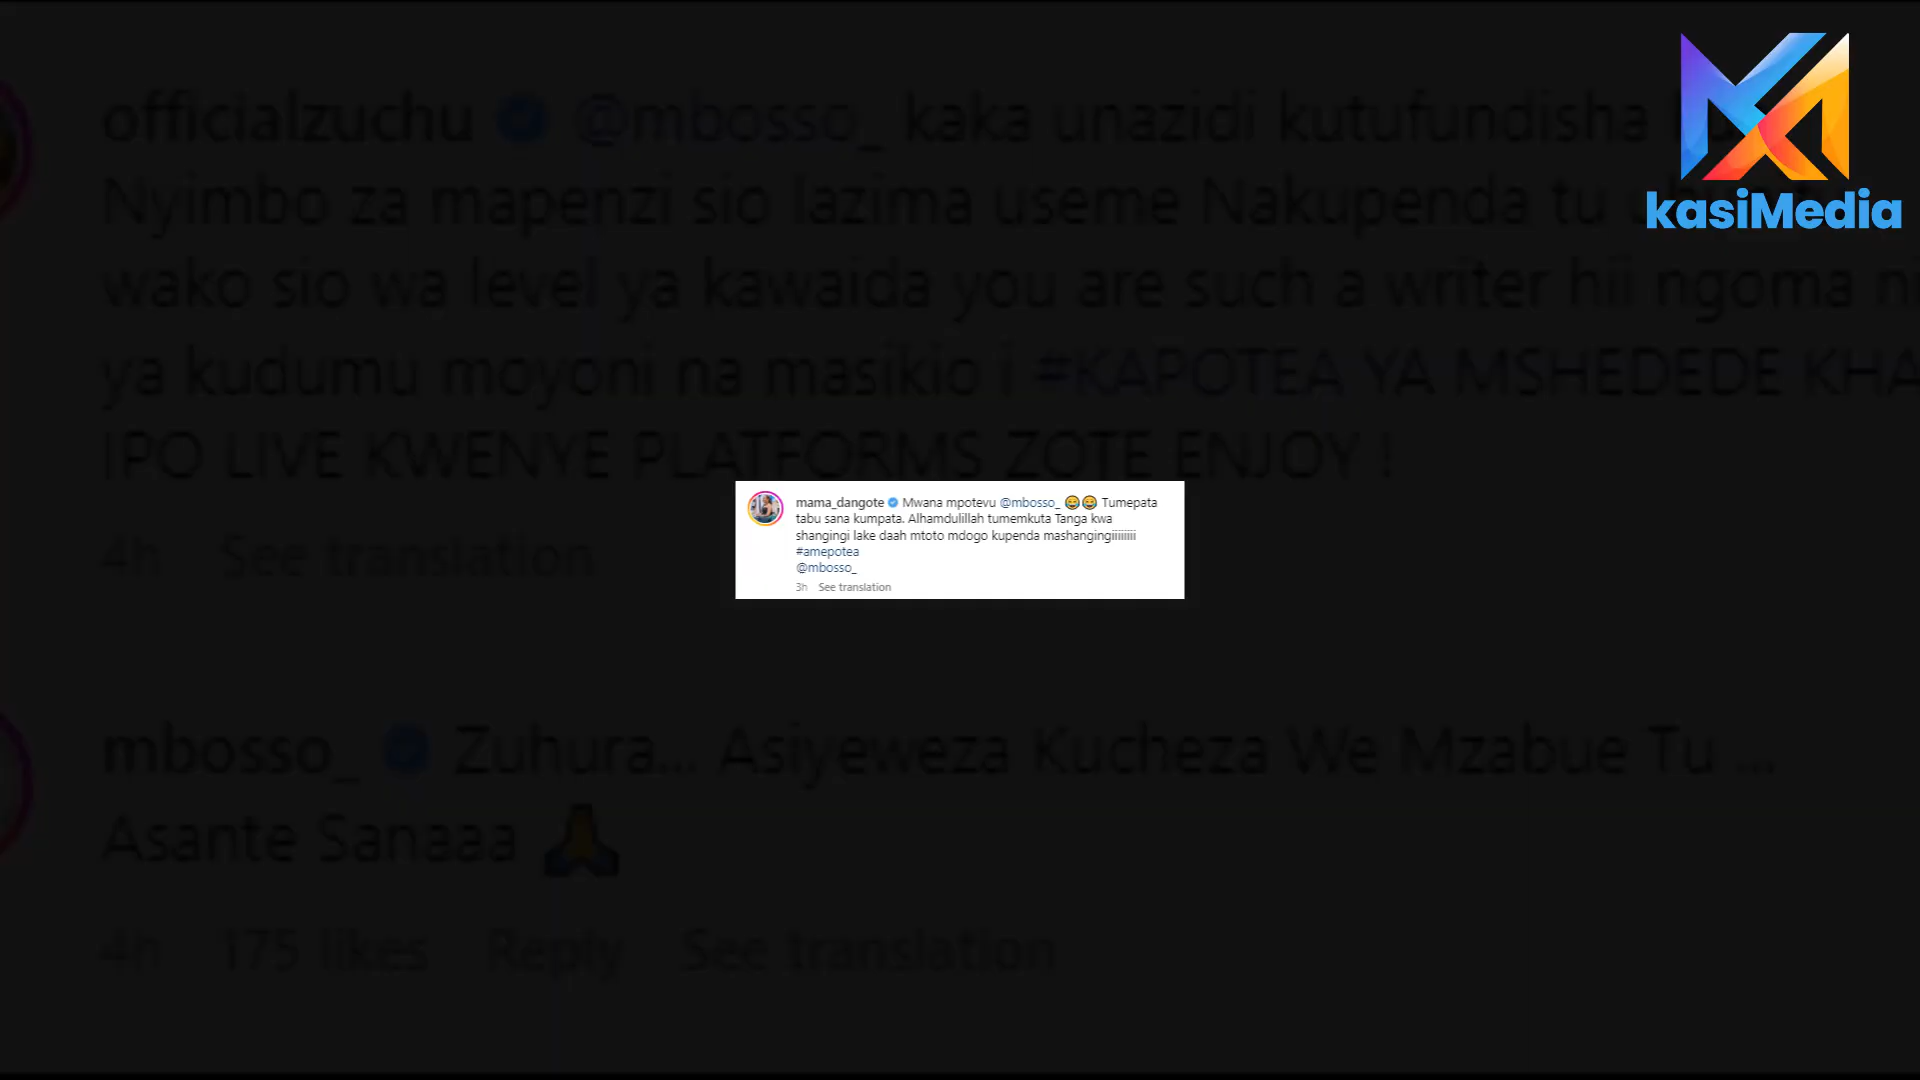 officialzuchu @mbosso_ kaka unazidi kutufundisha
Nyimbo za mapenzi sio lazima useme Nakupenda tu
wako sio wa level ya kawaida you are such a writer hii ngoma ni
ya kudumu moyoni na masikio i #KAPOTEA YA MSHEDEDE
IPO LIVE KWENYE PLATFORMS ZOTE ENJOY !
4h See translation
kasiMedia
mama_dangote Mwana mpotevu @mbosso_ 😂😂 Tumepata
tabu sana kumpata. Alhamdulillah tumemkuta Tanga kwa
shangingi lake daah mtoto mdogo kupenda mashangingiiiiiiiii
#amepotea
@mbosso_
3h See translation
mbosso_ Zuhura... Asiyeweza Kucheza We Mzabue Tu ...
Asante Sanaaa 🙏
4h 175 likes Reply See translation